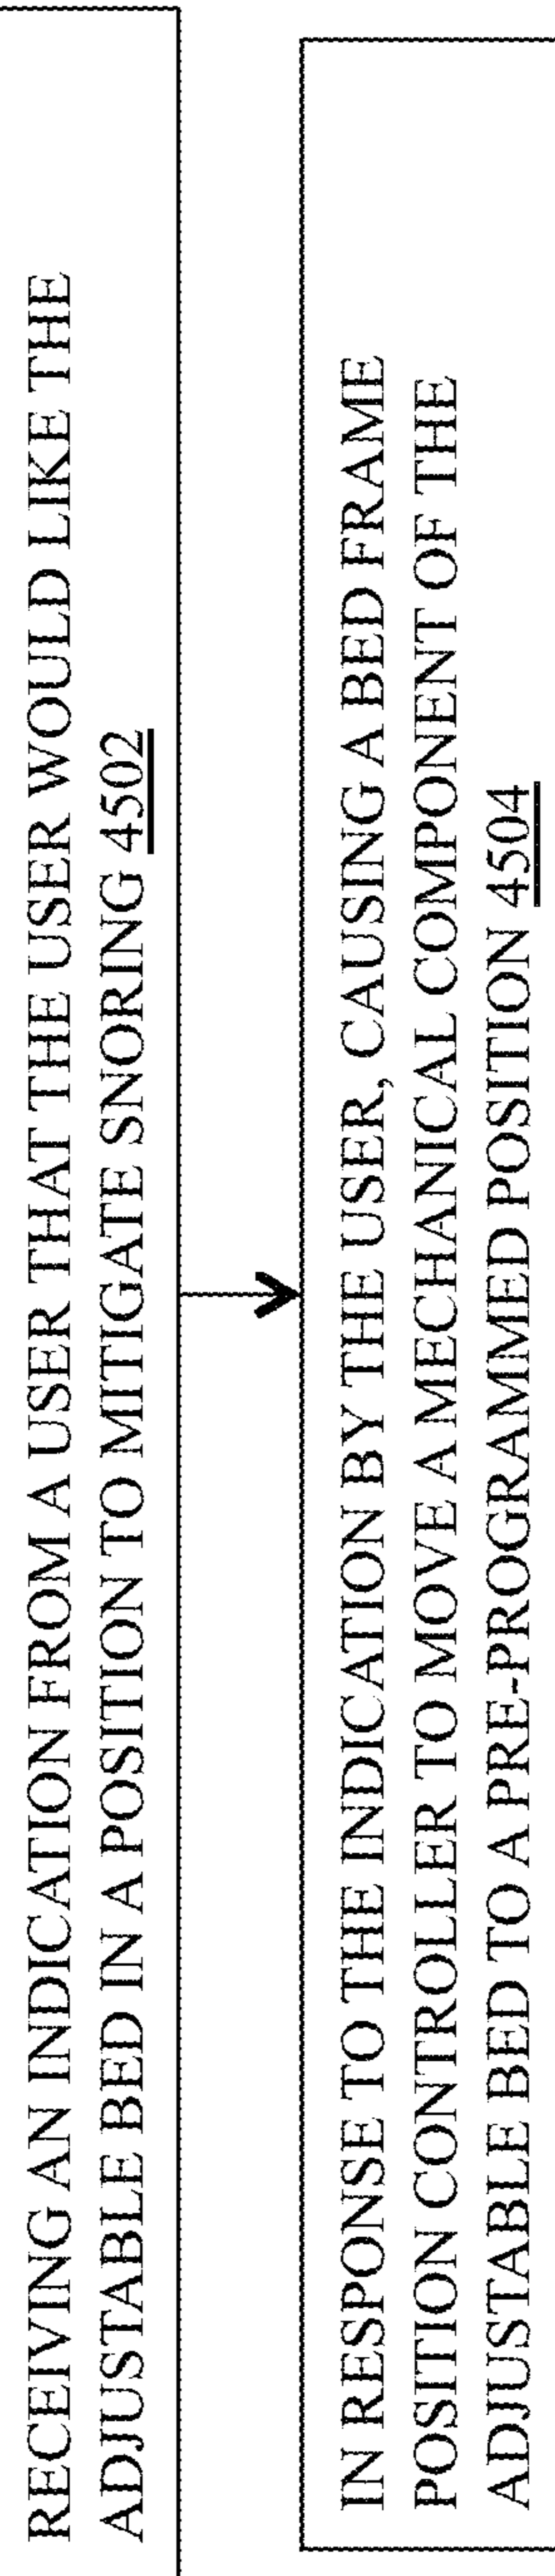 RECEIVING AN INDICATION FROM A USER THAT THE USER WOULD LIKE THE
ADJUSTABLE BED IN A POSITION TO MITIGATE SNORING 4502
IN RESPONSE TO THE INDICATION BY THE USER, CAUSING A BED FRAME
POSITION CONTROLLER TO MOVE A MECHANICAL COMPONENT OF THE
ADJUSTABLE BED TO A PRE-PROGRAMMED POSITION 4504